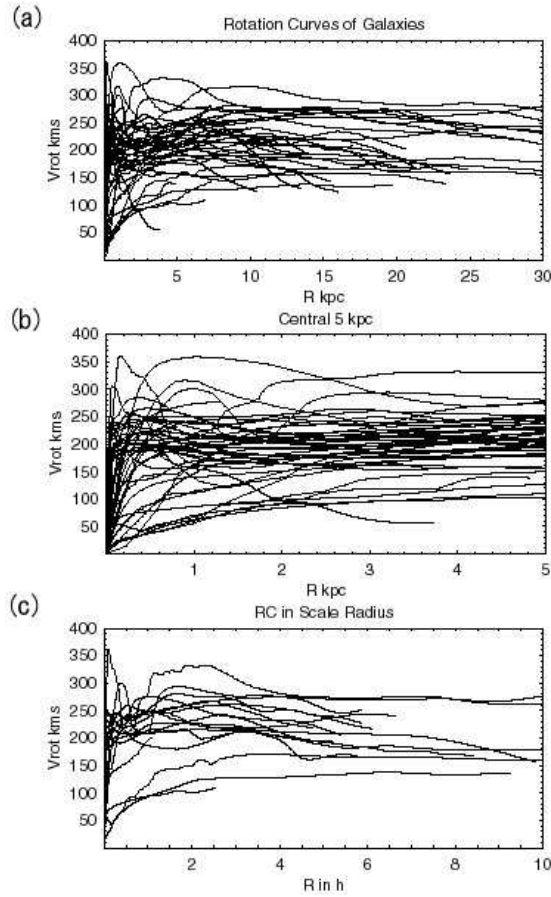 (a)
Rotation Curves of Galaxies
400
350
300
250
200
150
100
50
Vrot kms
5 10 15 20 25 30
R kpc
(b)
Central 5 kpc
400
350
300
250
200
150
100
50
Vrot kms
1 2 3 4 5
R kpc
(c)
RC in Scale Radius
400
350
300
250
200
150
100
50
Vrot kms
2 4 6 8 10
R in h